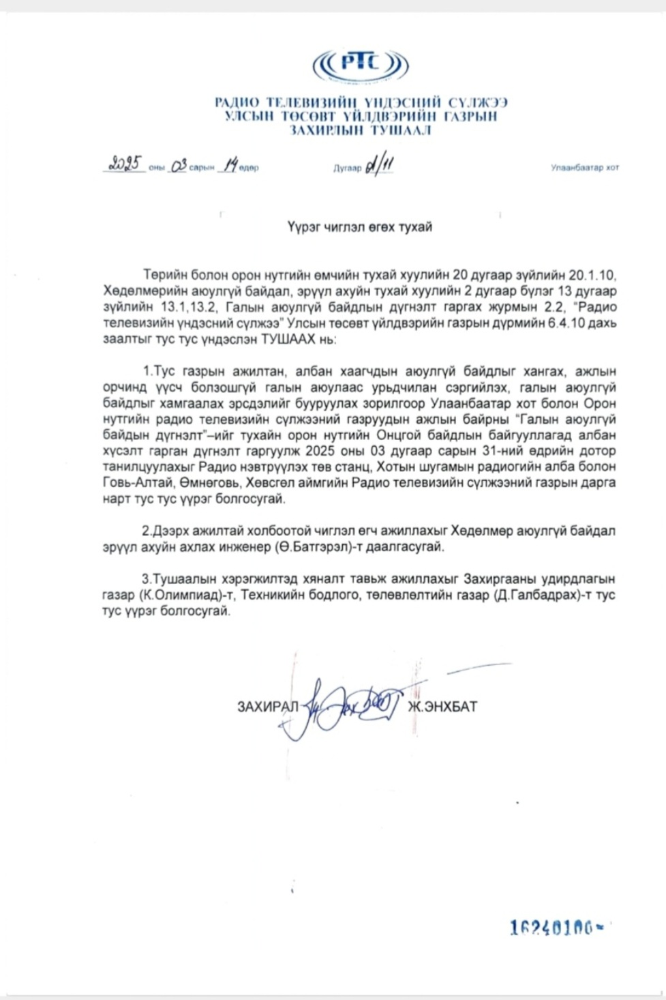 РТС
РАДИО ТЕЛЕВИЗИЙН ҮНДЭСНИЙ СҮЛЖЭЭ
УЛСЫН ТӨСӨВТ ҮЙЛДВЭРИЙН ГАЗРЫН
ЗАХИРЛЫН ТУШААЛ
2025 оны 03 сарын 14 өдөр Дугаар А/11 Улаанбаатар хот
Үүрэг чиглэл өгөх тухай
Төрийн болон орон нутгийн өмчийн тухай хуулийн 20 дугаар зүйлийн 20.1.10,
Хөдөлмөрийн аюулгүй байдал, эрүүл ахуйн тухай хуулийн 2 дугаар бүлэг 13 дугаар
зүйлийн 13.1,13.2, Галын аюулгүй байдлын дүгнэлт гаргах журмын 2.2, “Радио
телевизийн үндэсний сүлжээ” Улсын төсөвт үйлдвэрийн газрын дүрмийн 6.4.10 дахь
заалтыг тус тус үндэслэн ТУШААХ нь:
1.Тус газрын ажилтан, албан хаагчдын аюулгүй байдлыг хангах, ажлын
орчинд үүсч болзошгүй галын аюулаас урьдчилан сэргийлэх, галын аюулгүй
байдлыг хамгаалах эрсдэлийг бууруулах зорилгоор Улаанбаатар хот болон Орон
нутгийн радио телевизийн сүлжээний газруудын ажлын байрны “Галын аюулгүй
байдын дүгнэлт”–ийг тухайн орон нутгийн Онцгой байдлын байгууллагад албан
хүсэлт гарган дүгнэлт гаргуулж 2025 оны 03 дугаар сарын 31-ний өдрийн дотор
танилцуулахыг Радио нэвтрүүлэх төв станц, Хотын шугамын радиогийн алба болон
Говь-Алтай, Өмнөговь, Хөвсгөл аймгийн Радио телевизийн сүлжээний газрын дарга
нарт тус тус үүрэг болгосугай.
2.Дээрх ажилтай холбоотой чиглэл өгч ажиллахыг Хөдөлмөр аюулгүй байдал
эрүүл ахуйн ахлах инженер (Ө.Батгэрэл)-т даалгасугай.
3.Тушаалын хэрэгжилтэд хяналт тавьж ажиллахыг Захиргааны удирдлагын
газар (К.Олимпиад)-т, Техникийн бодлого, төлөвлөлтийн газар (Д.Галбадрах)-т тус
тус үүрэг болгосугай.
ЗАХИРАЛ Ж.ЭНХБАТ
16240100